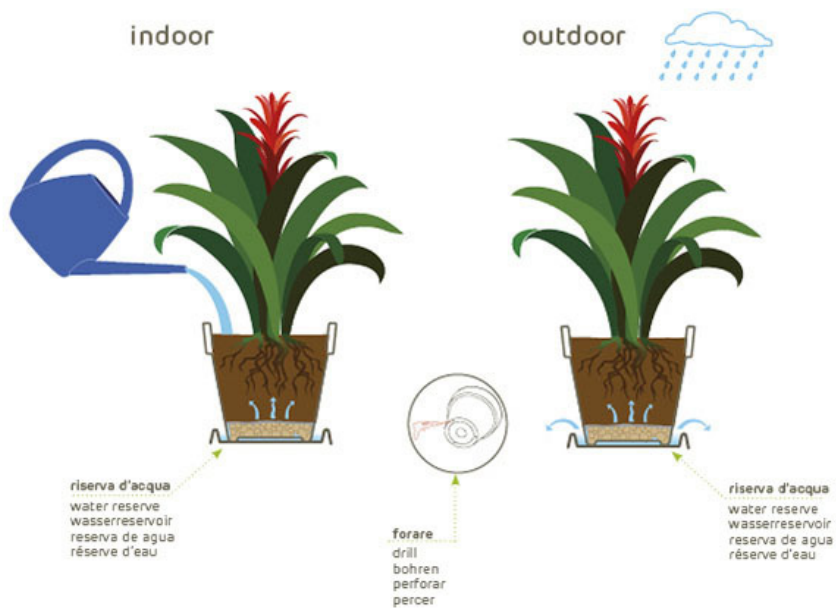 indoor
outdoor
riserva d'acqua
water reserve
wasserreservoir
reserva de agua
réserve d'eau
forare
drill
bohren
perforar
percer
riserva d'acqua
water reserve
wasserreservoir
reserva de agua
réserve d'eau